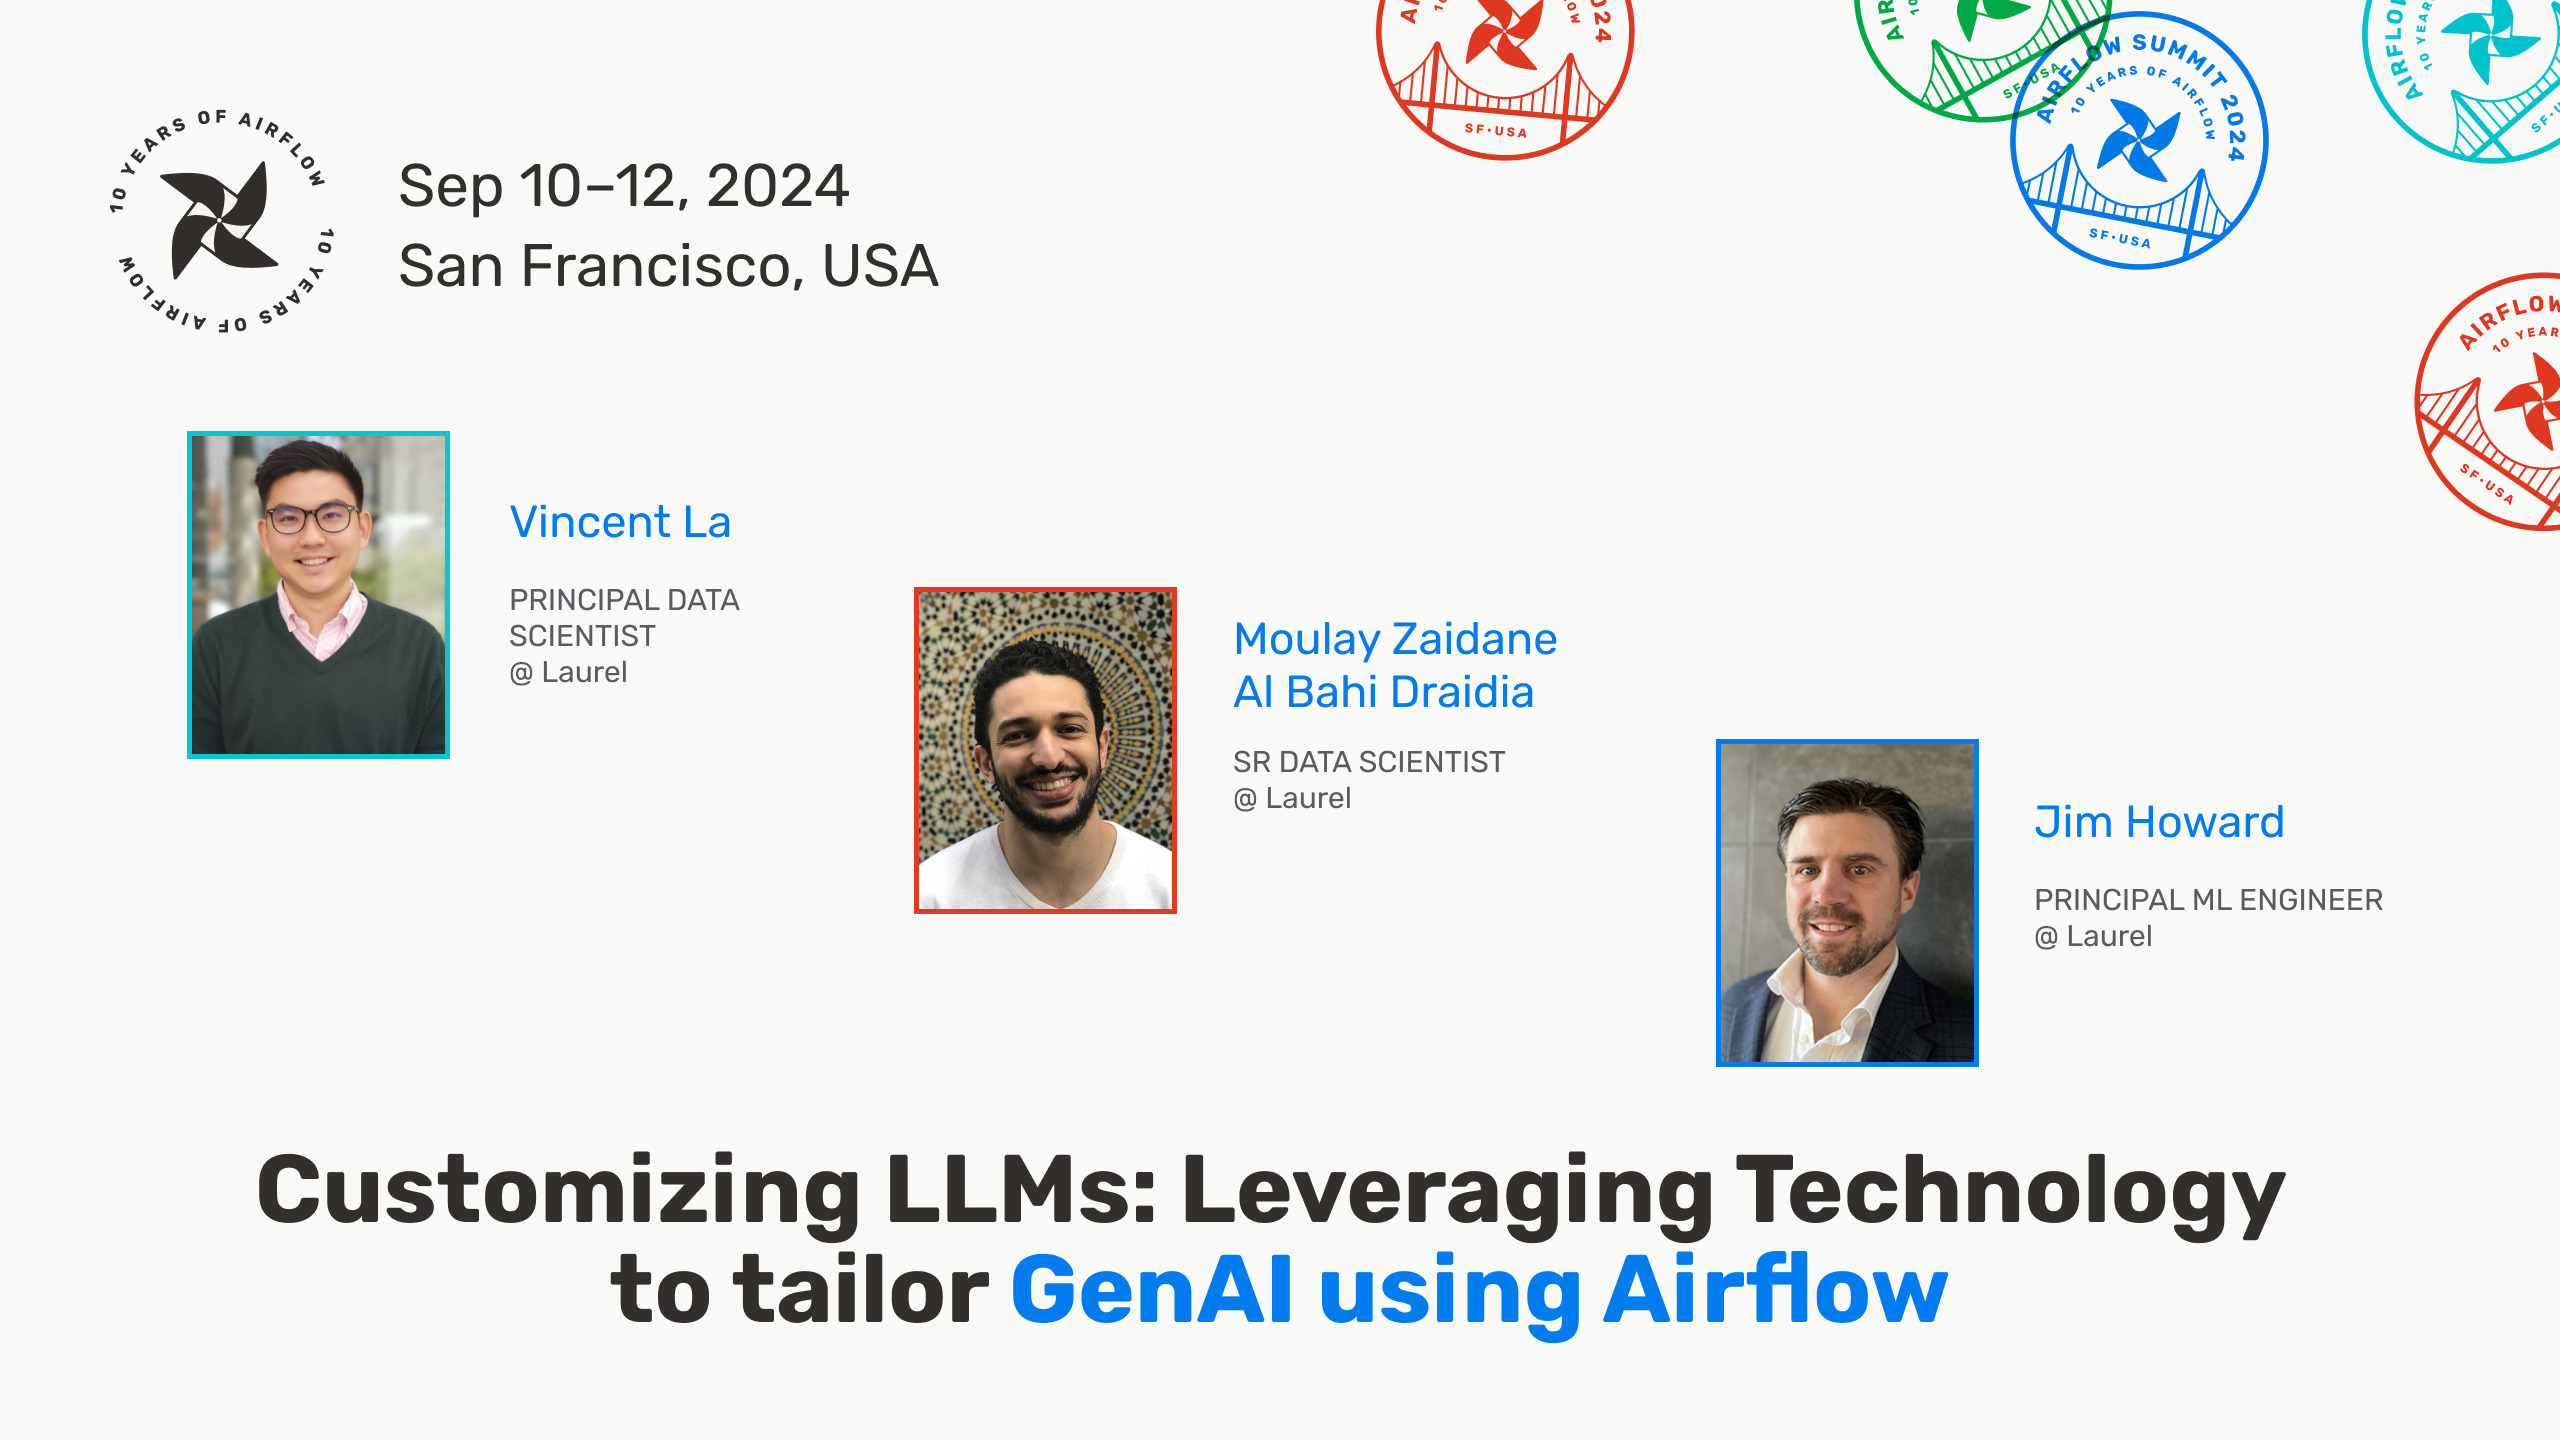 10 YEARS OF AIRFLOW
10 YEARS OF AIRFLOW
Sep 10–12, 2024
San Francisco, USA
SF·USA
SF·USA
AIRFLOW SUMMIT 2024
10 YEARS OF AIRFLOW
SF·USA
AIRFLOW
10 YEARS
AIRFLOW
10 YEAR
SF·USA
Vincent La
PRINCIPAL DATA
SCIENTIST
@ Laurel
Moulay Zaidane
Al Bahi Draidia
SR DATA SCIENTIST
@ Laurel
Jim Howard
PRINCIPAL ML ENGINEER
@ Laurel
Customizing LLMs: Leveraging Technology
to tailor GenAI using Airflow